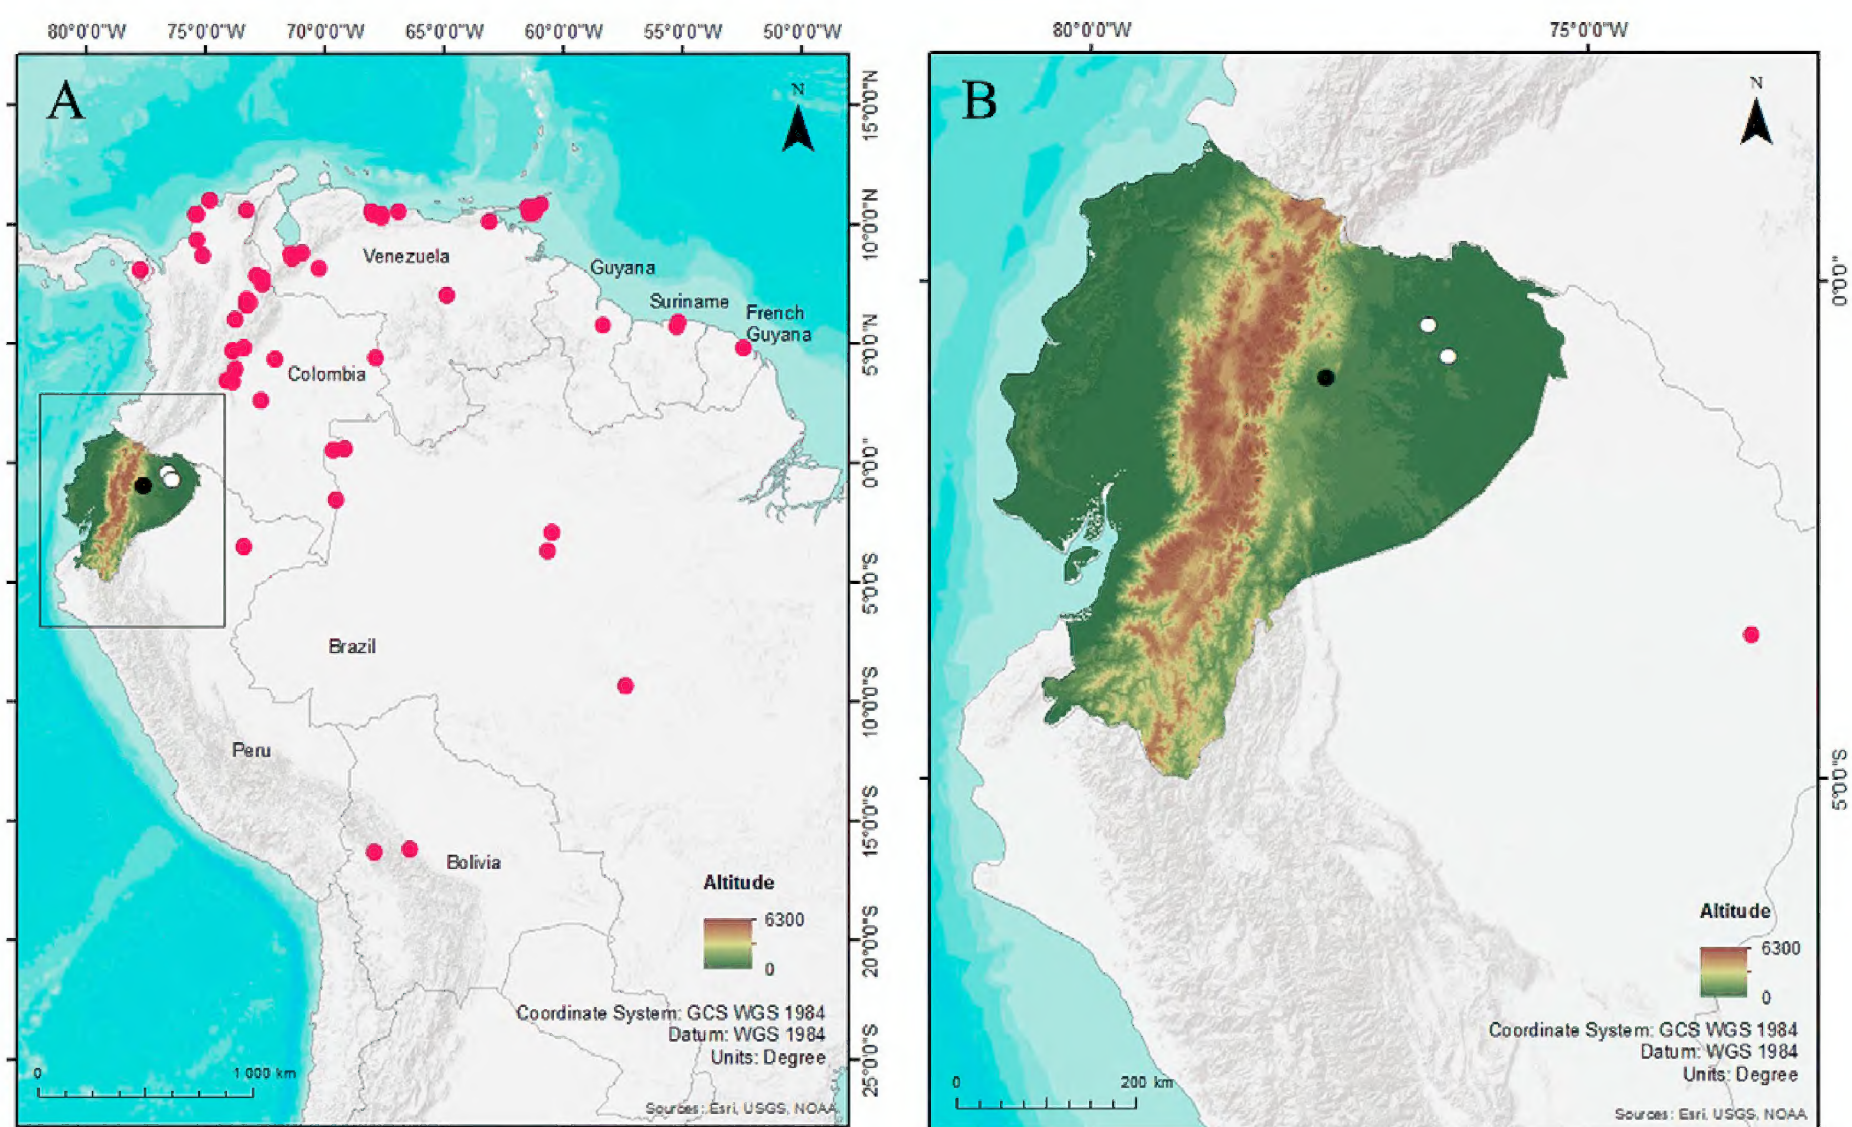 80°0'0"W 75°0'0"W 70°0'0"W 65°0'0"W 60°0'0"W 55°0'0"W 50°0'0"W
A
N
15°0'0"N
10°0'0"N
5°0'0"N
0°0'0"
5°0'0"S
10°0'0"S
15°0'0"S
20°0'0"S
25°0'0"S
Venezuela
Guyana
Suriname
French
Guyana
Colombia
Brazil
Peru
Bolivia
Altitude
6300
0
Coordinate System: GCS WGS 1984
Datum: WGS 1984
Units: Degree
0 1 000 km
Sources: Esri, USGS, NOAA
80°0'0"W 75°0'0"W
B
N
0°0'0"
5°0'0"S
Altitude
6300
0
Coordinate System: GCS WGS 1984
Datum: WGS 1984
Units: Degree
0 200 km
Sources: Esri, USGS, NOAA